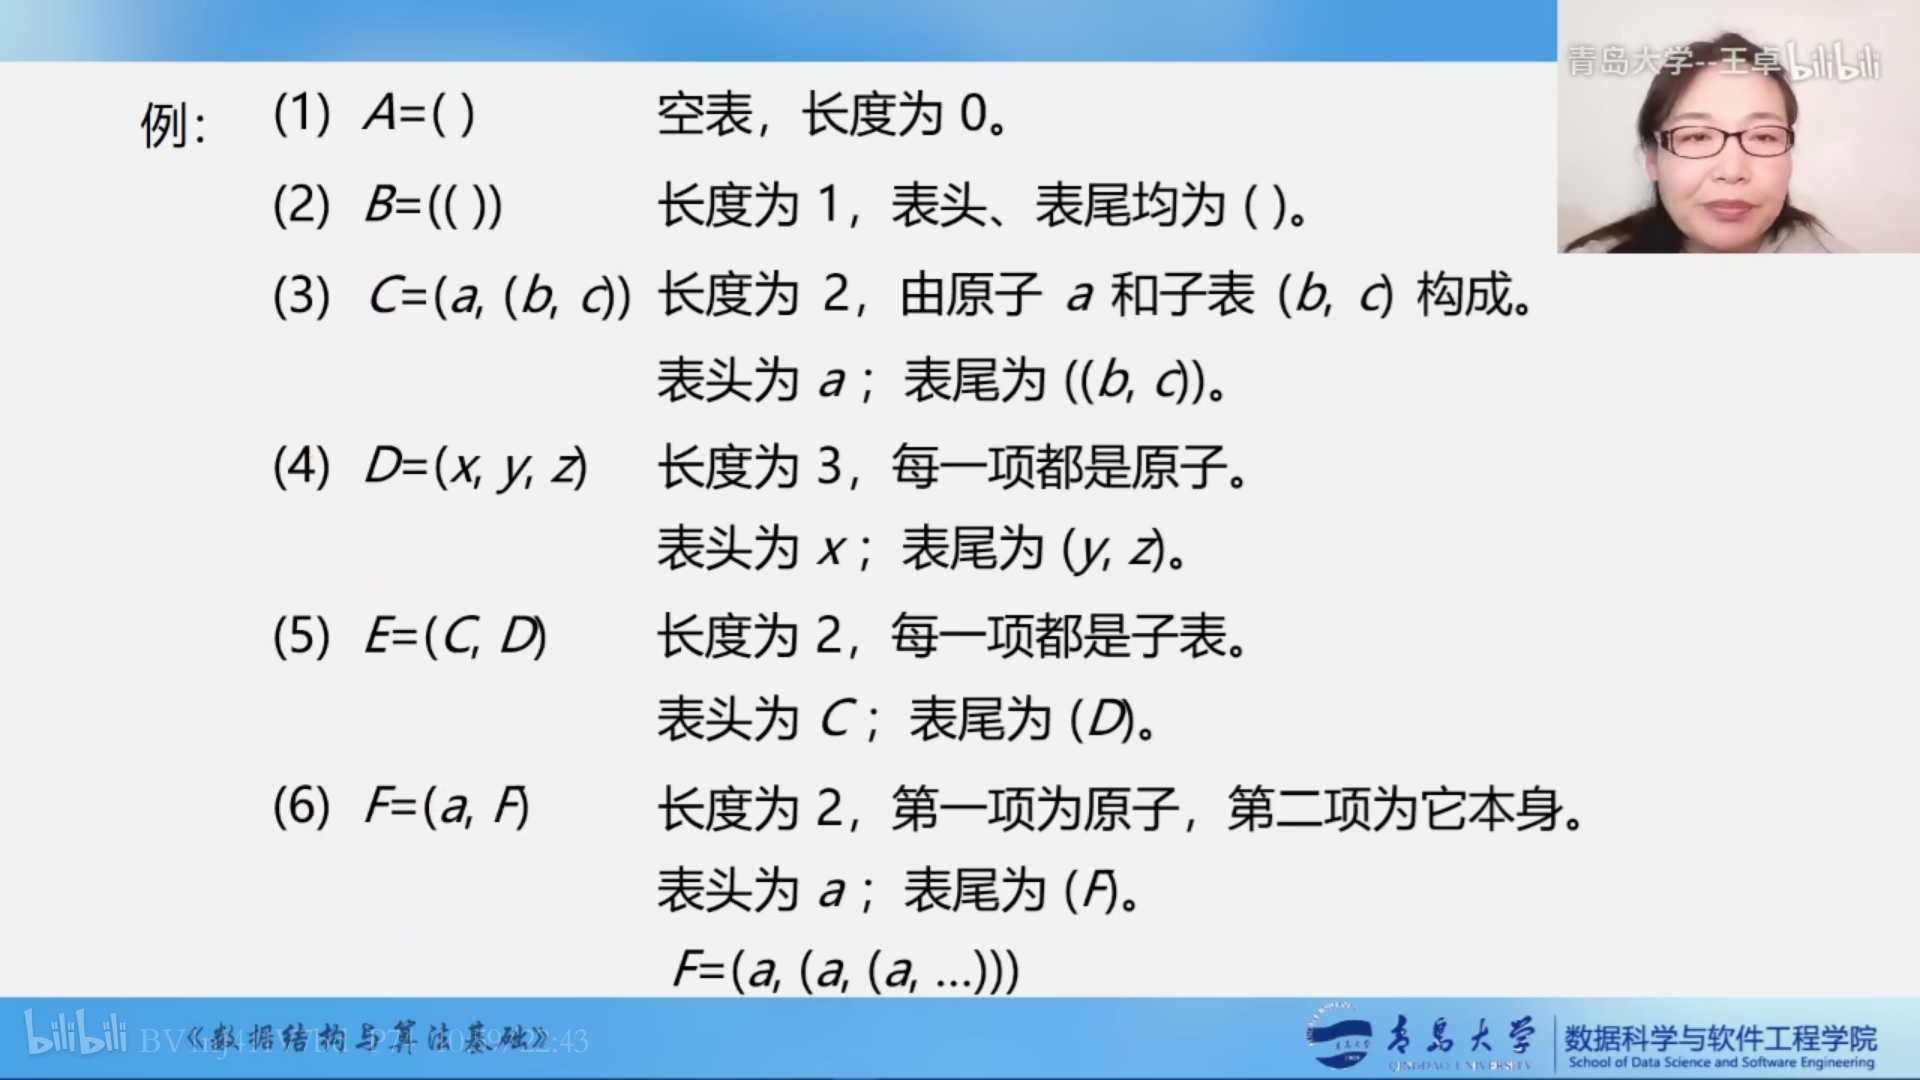 青岛大学--王卓 bilibili
例：
(1) A=( ) 空表，长度为 0。
(2) B=(( )) 长度为 1，表头、表尾均为 ( )。
(3) C=(a, (b, c)) 长度为 2，由原子 a 和子表 (b, c) 构成。
表头为 a；表尾为 ((b, c))。
(4) D=(x, y, z) 长度为 3，每一项都是原子。
表头为 x；表尾为 (y, z)。
(5) E=(C, D) 长度为 2，每一项都是子表。
表头为 C；表尾为 (D)。
(6) F=(a, F) 长度为 2，第一项为原子，第二项为它本身。
表头为 a；表尾为 (F)。
F=(a, (a, (a, ...)))
bilibili
《数据结构与算法基础》
青岛大学
QINGDAO UNIVERSITY
数据科学与软件工程学院
School of Data Science and Software Engineering